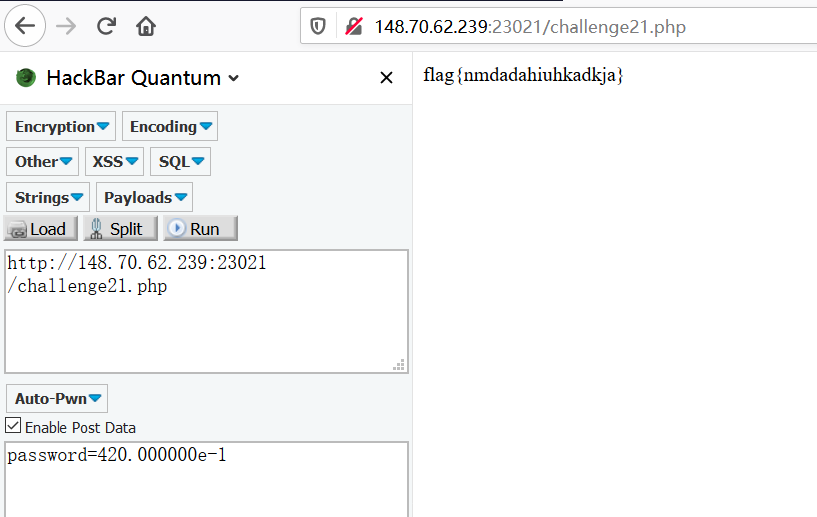 148.70.62.239:23021/challenge21.php
HackBar Quantum
Encryption Encoding
Other XSS SQL
Strings Payloads
Load Split Run
http://148.70.62.239:23021
/challenge21.php
Auto-Pwn
Enable Post Data
password=420.000000e-1
flag{nmdadahiuhkadkja}